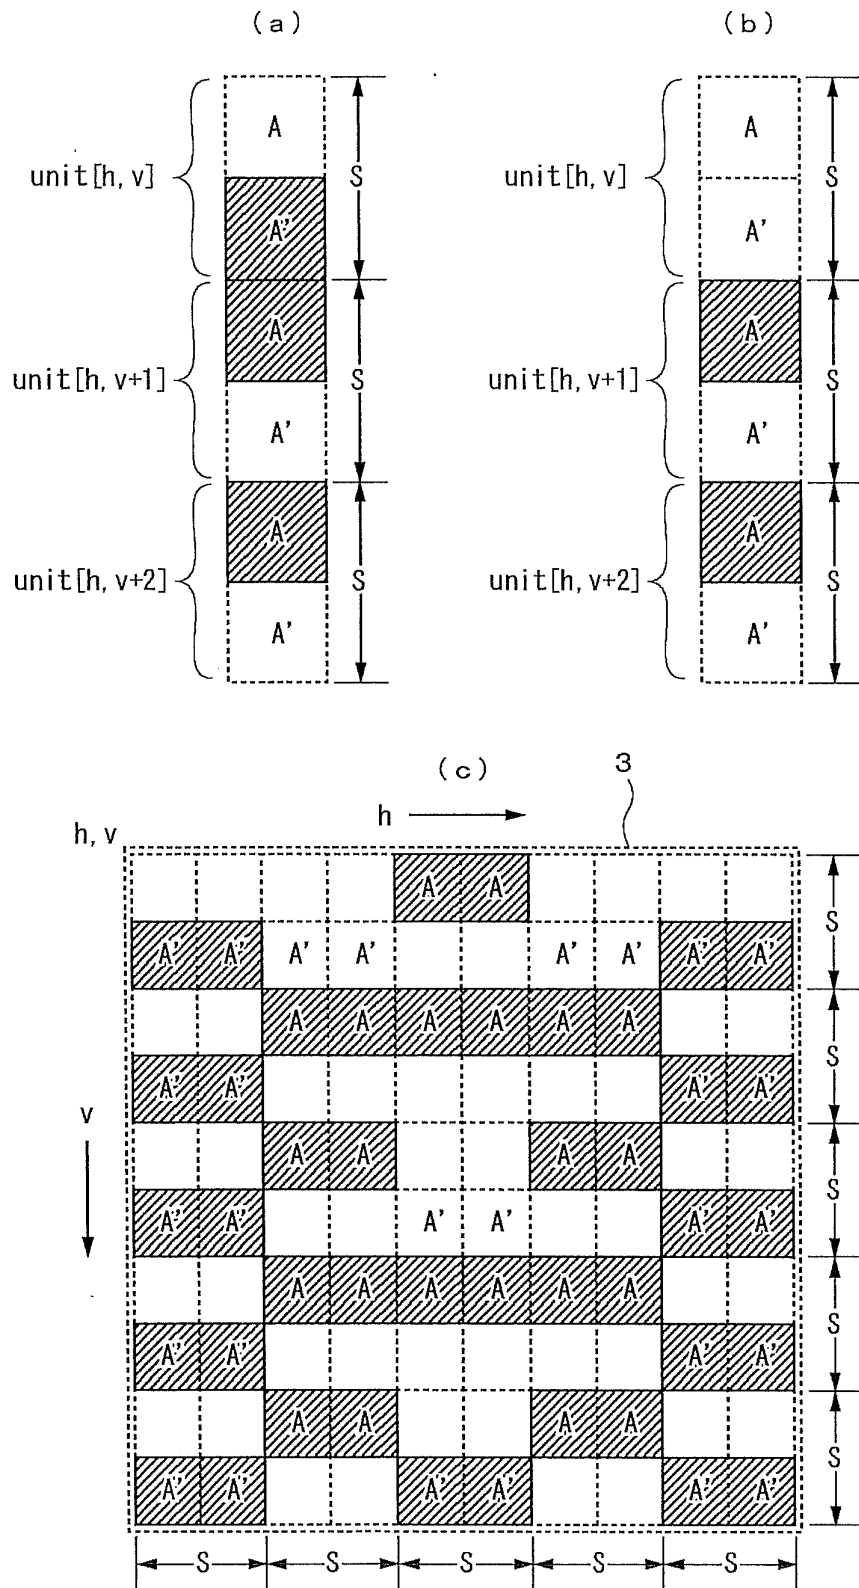 (a) (b)
A A
unit[h, v] S unit[h, v] S
A' A'
A A
unit[h, v+1] S unit[h, v+1] S
A' A'
A A
unit[h, v+2] S unit[h, v+2] S
A' A'
(c) 3
h
h, v
A A
S
A' A' A' A' A' A' A' A'
A A A A A A
S
A' A' A' A'
v
A A A A
S
A' A' A' A' A' A'
A A A A A A
S
A' A' A' A'
A A A A
S
A' A' A' A' A' A'
S S S S S